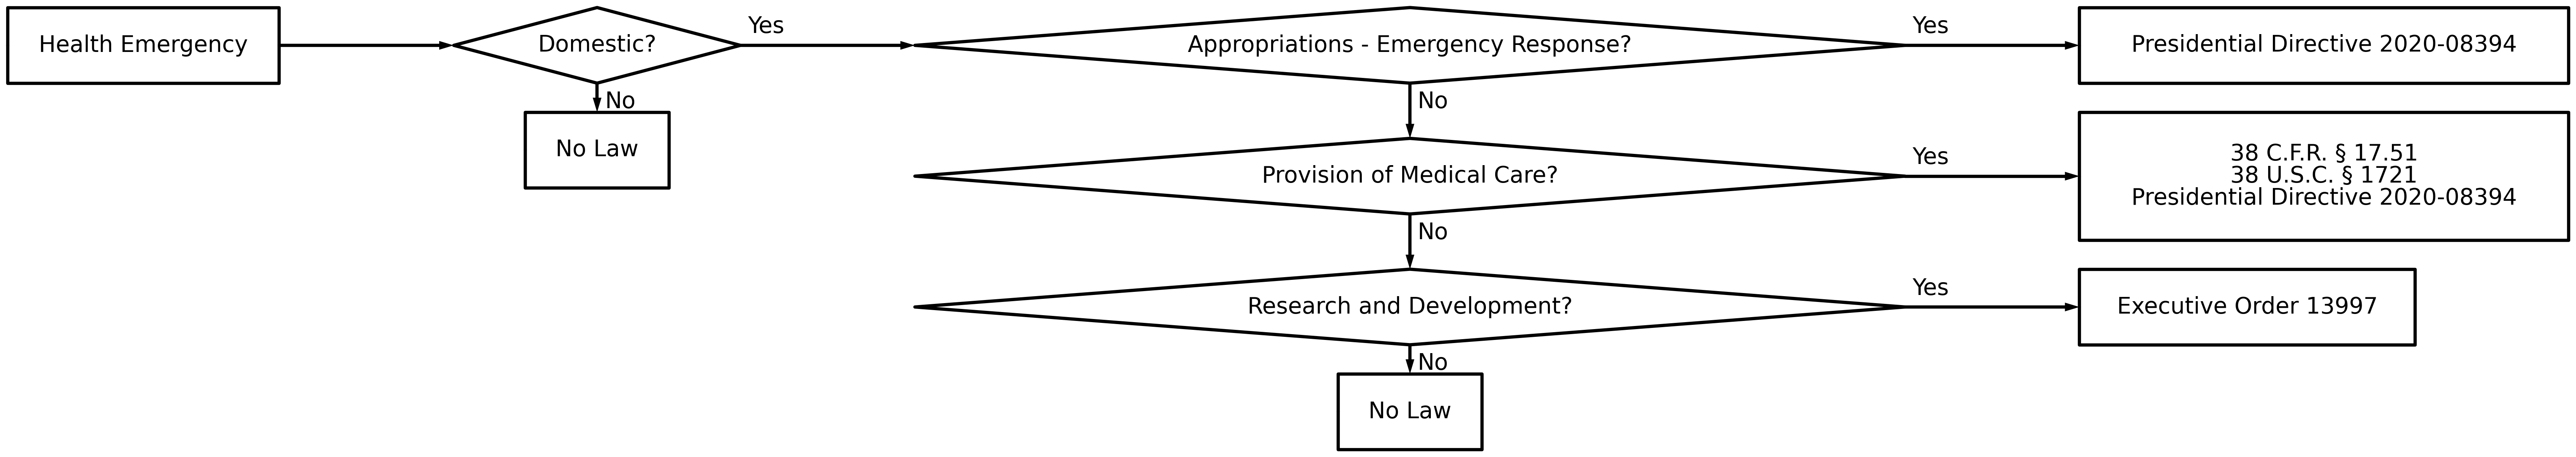 Health Emergency
Domestic?
Yes
Appropriations - Emergency Response?
Yes
Presidential Directive 2020-08394
No
No Law
No
Provision of Medical Care?
Yes
38 C.F.R. § 17.51
38 U.S.C. § 1721
Presidential Directive 2020-08394
No
Research and Development?
Yes
Executive Order 13997
No
No Law